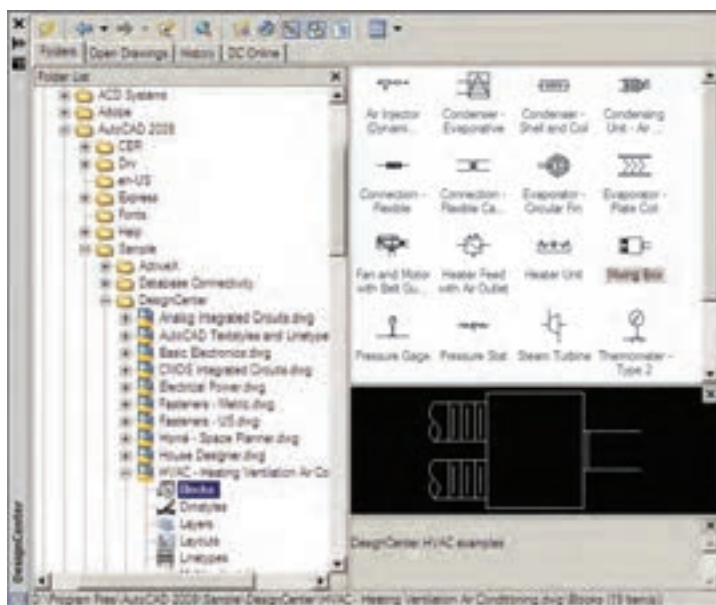 Folders
Open Drawings
History
DC Online
Folder List
ACD Systems
Adobe
AutoCAD 2009
CER
Drv
en-US
Express
Fonts
Help
Sample
ActiveX
Database Connectivity
DesignCenter
Analog Integrated Circuits.dwg
AutoCAD Textstyles and Linetype
Basic Electronics.dwg
CMOS Integrated Circuits.dwg
Electrical Power.dwg
Fasteners - Metric.dwg
Fasteners - US.dwg
Home - Space Planner.dwg
House Designer.dwg
HVAC - Heating Ventilation Air Co
Blocks
Dimstyles
Layers
Layouts
Linetypes
Air Injector
(Dynami...
Condenser -
Evaporative
Condenser -
Shell and Coil
Condensing
Unit - Air ...
Connection -
Flexible
Connection -
Flexible Ca...
Evaporator -
Circular Fin
Evaporator -
Plate Coil
Fan and Motor
with Belt Gu...
Heater Feed
with Air Outlet
Heater Unit
Mixing Box
Pressure Gage
Pressure Stat
Steam Turbine
Thermometer -
Type 2
DesignCenter HVAC examples
DesignCenter
D:\Program Files\AutoCAD 2009\Sample\DesignCenter\HVAC - Heating Ventilation Air Conditioning.dwg\Blocks (19 Item(s))